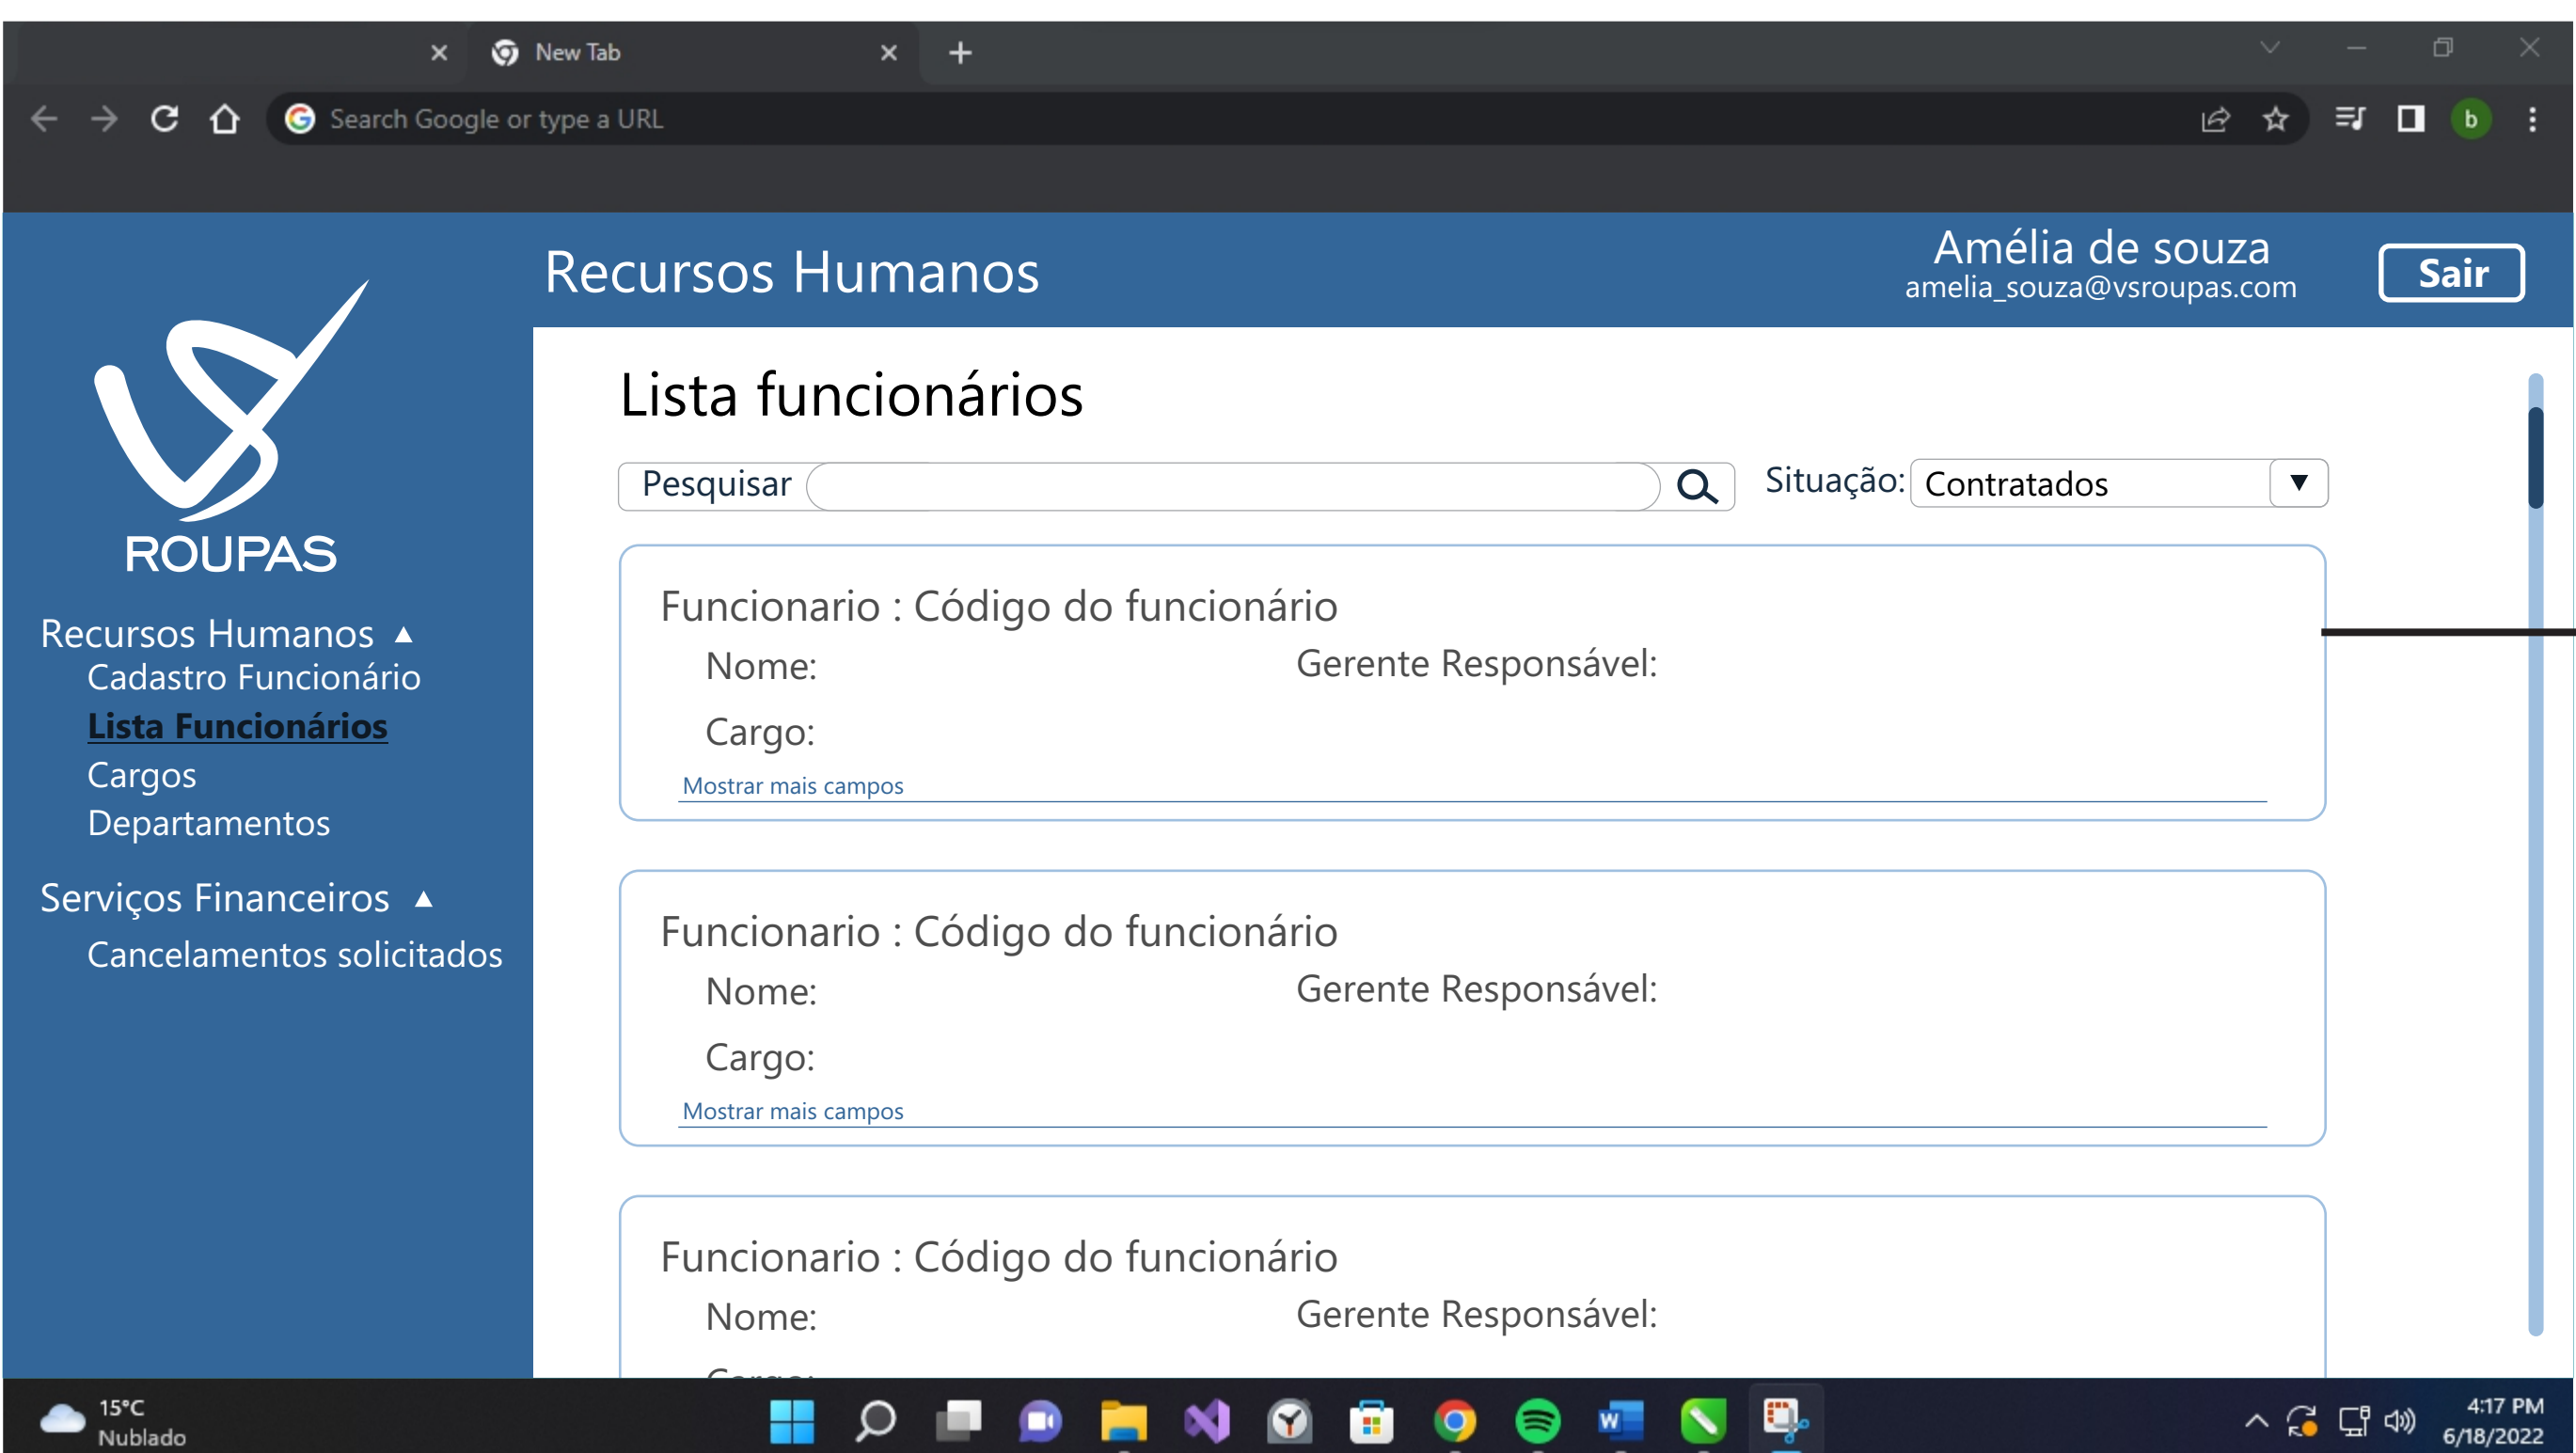 New Tab
Search Google or type a URL
b
Recursos Humanos
Amélia de souza
amelia_souza@vsroupas.com
Sair
VS
ROUPAS
Recursos Humanos
Cadastro Funcionário
Lista Funcionários
Cargos
Departamentos
Serviços Financeiros
Cancelamentos solicitados
Lista funcionários
Pesquisar
Situação: Contratados
Funcionario : Código do funcionário
Nome:
Gerente Responsável:
Cargo:
Mostrar mais campos
Funcionario : Código do funcionário
Nome:
Gerente Responsável:
Cargo:
Mostrar mais campos
Funcionario : Código do funcionário
Nome:
Gerente Responsável:
Cargo:
15°C
Nublado
W
4:17 PM
6/18/2022